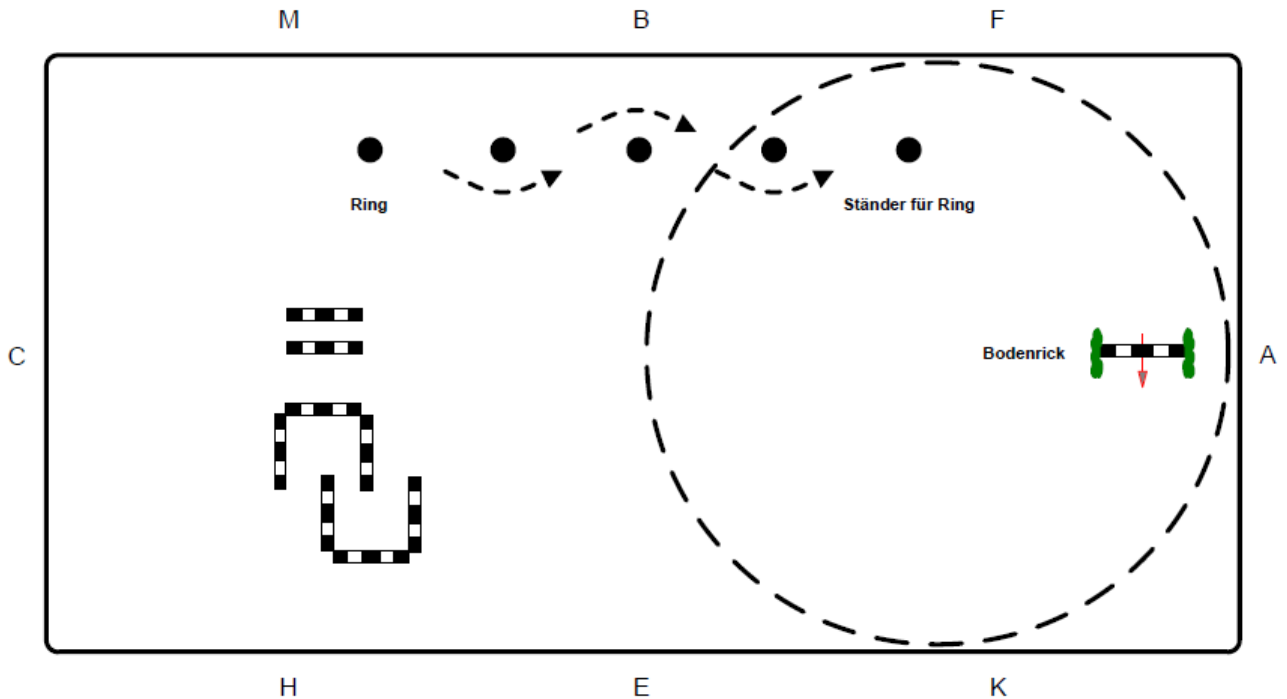 M B F
Ring
Ständer für Ring
C
Bodenrick
A
H E K